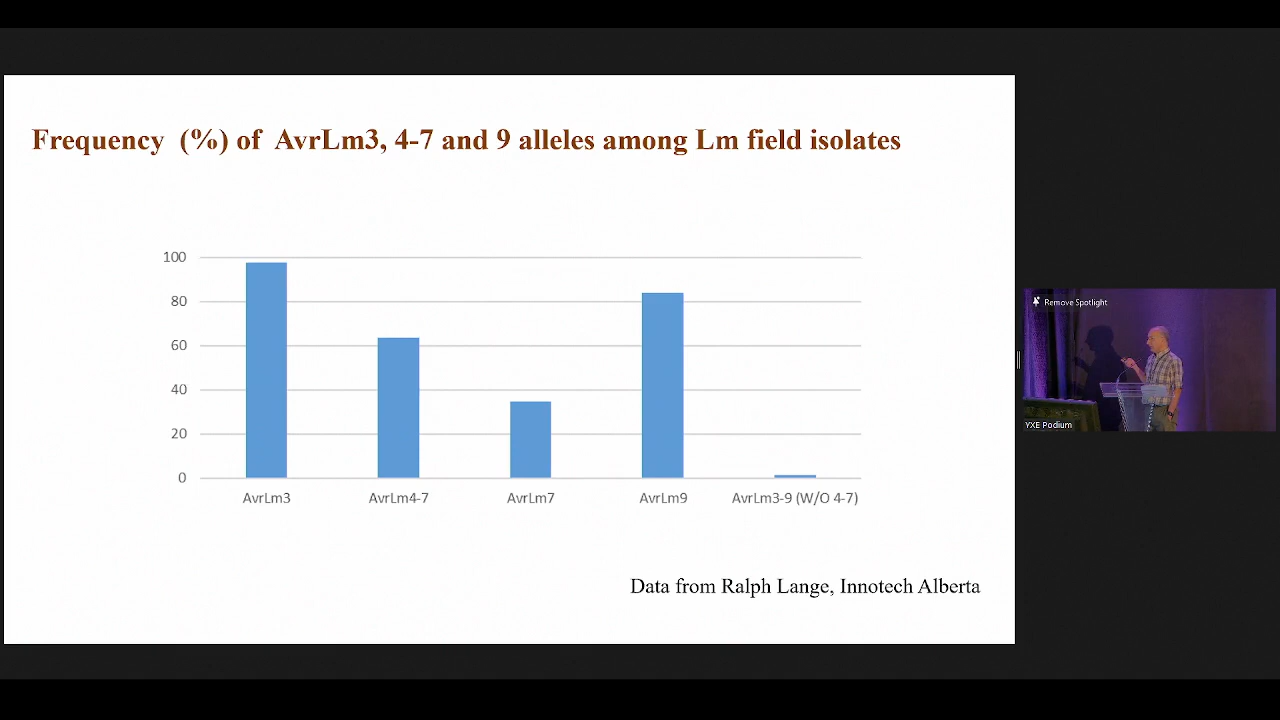 Frequency (%) of AvrLm3, 4-7 and 9 alleles among Lm field isolates
100
80
60
40
20
0
AvrLm3 AvrLm4-7 AvrLm7 AvrLm9 AvrLm3-9 (W/O 4-7)
Data from Ralph Lange, Innotech Alberta
Remove Spotlight
YXE Podium